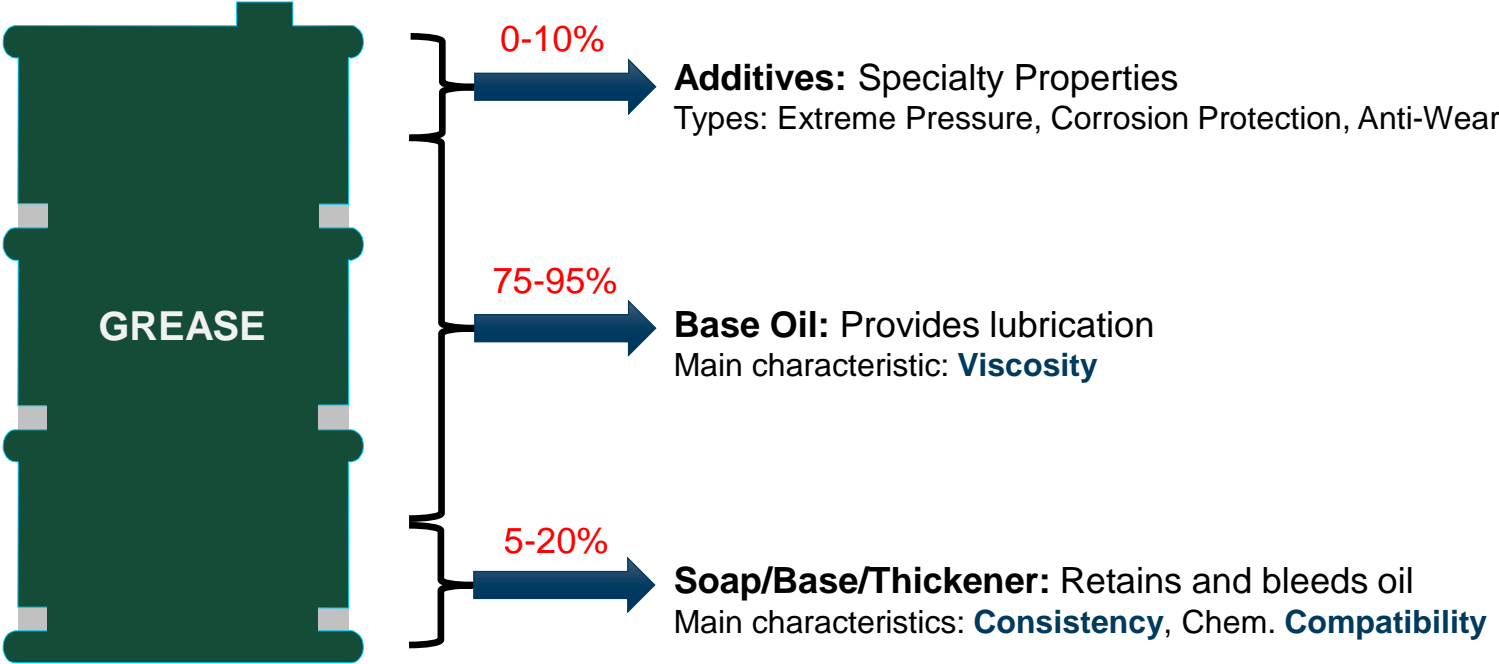 0-10%
Additives: Specialty Properties
Types: Extreme Pressure, Corrosion Protection, Anti-Wear
75-95%
GREASE
Base Oil: Provides lubrication
Main characteristic: Viscosity
5-20%
Soap/Base/Thickener: Retains and bleeds oil
Main characteristics: Consistency, Chem. Compatibility